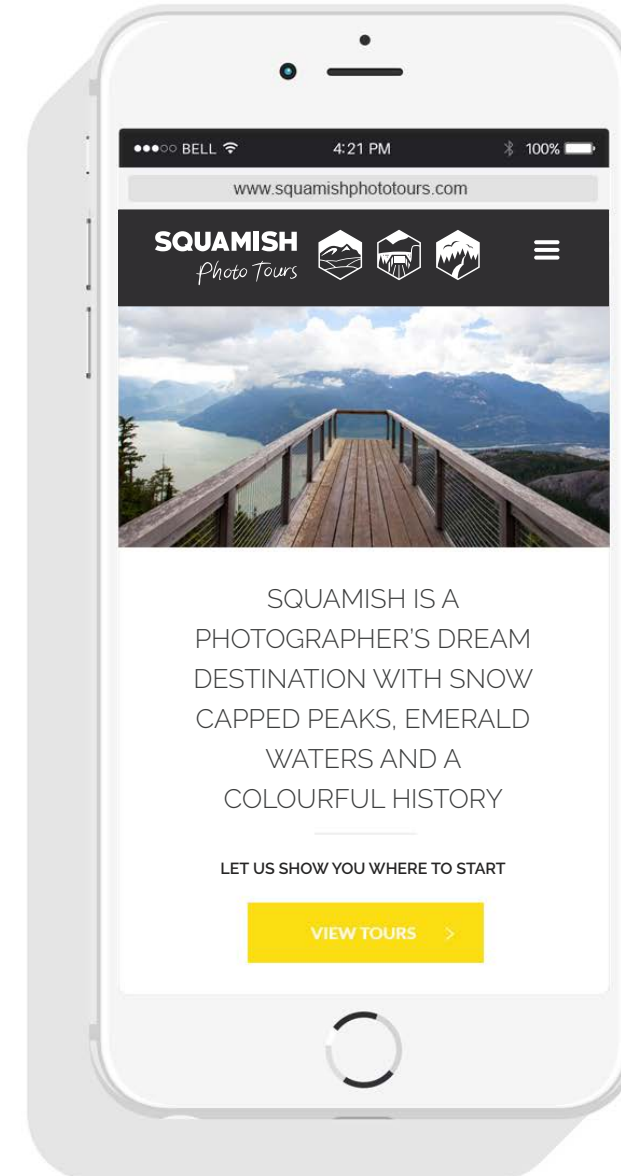 BELL 4:21 PM 100%
www.squamishphototours.com
SQUAMISH
Photo Tours
SQUAMISH IS A
PHOTOGRAPHER'S DREAM
DESTINATION WITH SNOW
CAPPED PEAKS, EMERALD
WATERS AND A
COLOURFUL HISTORY
LET US SHOW YOU WHERE TO START
VIEW TOURS >